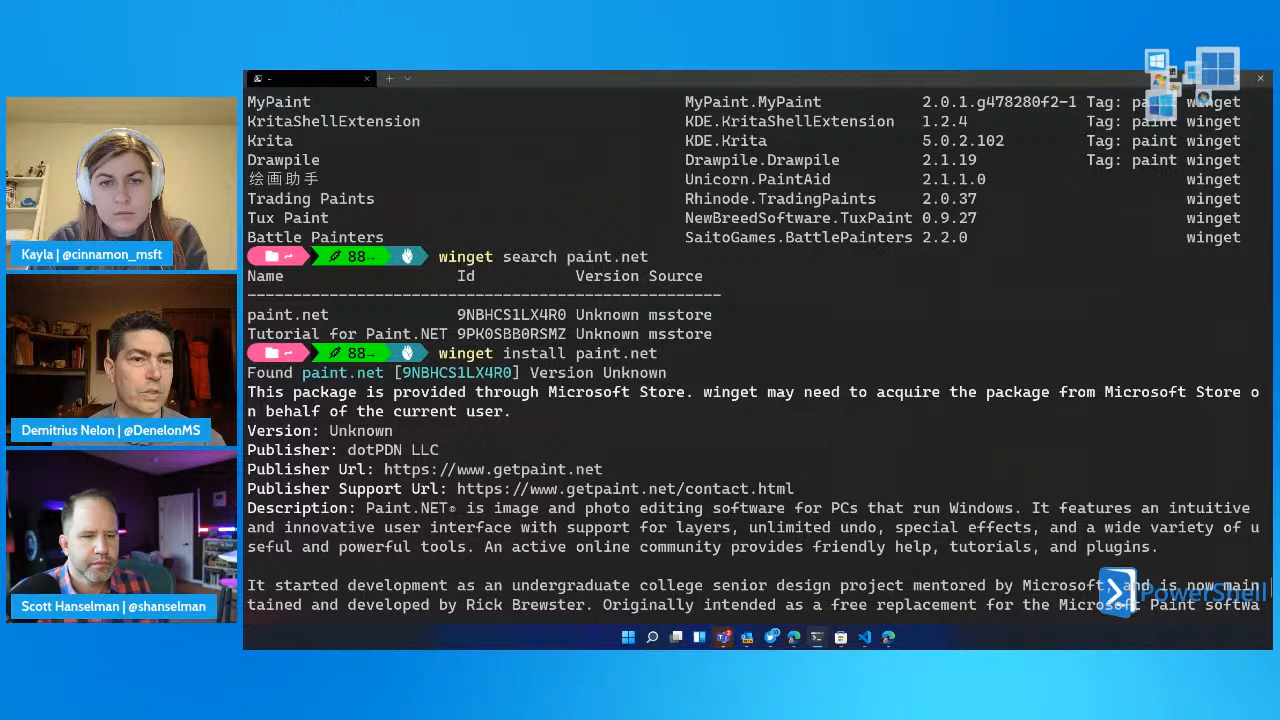 MyPaint MyPaint.MyPaint 2.0.1.g478280f2-1 Tag: paint winget
KritaShellExtension KDE.KritaShellExtension 1.2.4 winget
Krita KDE.Krita 5.0.2.102 Tag: paint winget
Drawpile Drawpile.Drawpile 2.1.19 Tag: paint winget
绘画助手 Unicorn.PaintAid 2.1.1.0 winget
Trading Paints Rhinode.TradingPaints 2.0.37 winget
Tux Paint NewBreedSoftware.TuxPaint 0.9.27 winget
Battle Painters SaitoGames.BattlePainters 2.2.0 winget
~ 88 winget search paint.net
Name Id Version Source
paint.net 9NBHCS1LX4R0 Unknown msstore
Tutorial for Paint.NET 9PK0SBB0RSMZ Unknown msstore
~ 88 winget install paint.net
Found paint.net [9NBHCS1LX4R0] Version Unknown
This package is provided through Microsoft Store. winget may need to acquire the package from Microsoft Store o
n behalf of the current user.
Version: Unknown
Publisher: dotPDN LLC
Publisher Url: https://www.getpaint.net
Publisher Support Url: https://www.getpaint.net/contact.html
Description: Paint.NET® is image and photo editing software for PCs that run Windows. It features an intuitive
and innovative user interface with support for layers, unlimited undo, special effects, and a wide variety of u
seful and powerful tools. An active online community provides friendly help, tutorials, and plugins.
It started development as an undergraduate college senior design project mentored by Microsoft, and is now main
tained and developed by Rick Brewster. Originally intended as a free replacement for the Microsoft Paint softwa
PowerShell
Kayla | @cinnamon_msft
Demitrius Nelon | @DenelonMS
Scott Hanselman | @shanselman